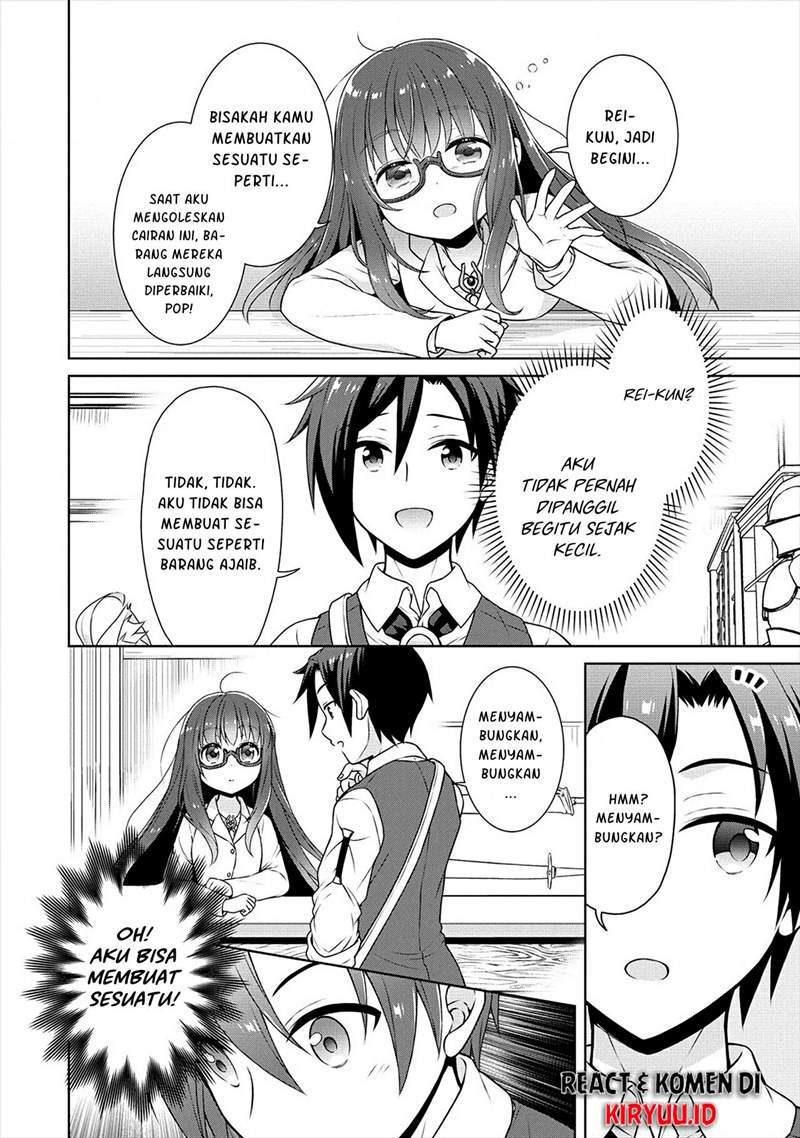 REI-
KUN, JADI
BEGINI...
BISAKAH KAMU
MEMBUATKAN
SESUATU SE-
PERTI...
SAAT AKU
MENGOLESKAN
CAIRAN INI, BA-
RANG MEREKA
LANGSUNG
DIPERBAIKI,
POP!
REI-KUN?
AKU
TIDAK PERNAH
DIPANGGIL
BEGITU SEJAK
KECIL.
TIDAK, TIDAK.
AKU TIDAK BISA
MEMBUAT SE-
SUATU SEPERTI
BARANG AJAIB.
HMM?
MENYAM-
BUNGKAN?
MENYAM-
BUNGKAN,
MENYAM-
BUNGKAN
...
OH!
AKU BISA
MEMBUAT
SESUATU!
REACT & KOMEN DI
KIRYUU.ID